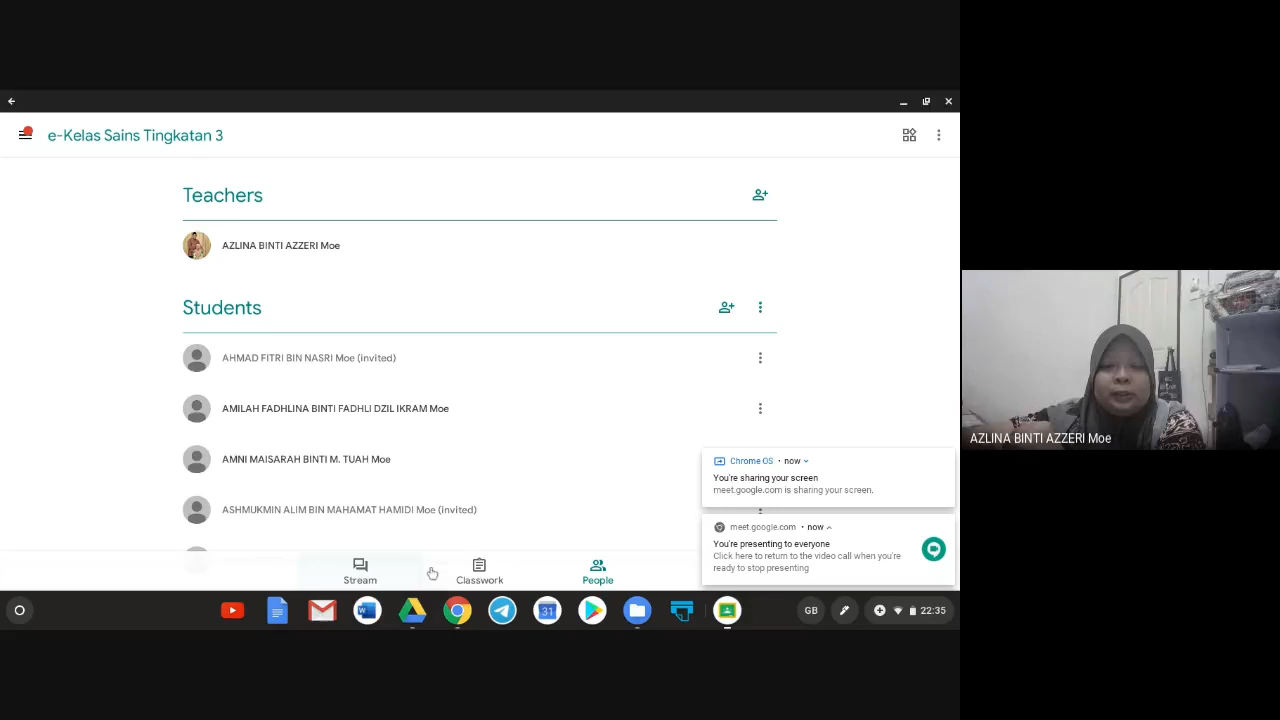 e-Kelas Sains Tingkatan 3
Teachers
AZLINA BINTI AZZERI Moe
Students
AHMAD FITRI BIN NASRI Moe (invited)
AMILAH FADHLINA BINTI FADHLI DZIL IKRAM Moe
AMNI MAISARAH BINTI M. TUAH Moe
ASHMUKMIN ALIM BIN MAHAMAT HAMIDI Moe (invited)
Chrome OS • now
You're sharing your screen
meet.google.com is sharing your screen.
meet.google.com • now
You're presenting to everyone
Click here to return to the video call when you're
ready to stop presenting
Stream
Classwork
People
31
GB
22:35
AZLINA BINTI AZZERI Moe